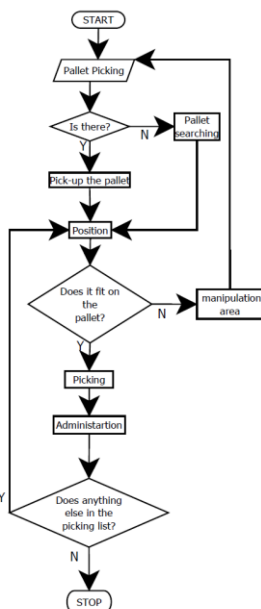 START
Pallet Picking
Is there?
N
Pallet
searching
Y
Pick-up the pallet
Position
Does it fit on
the
pallet?
N
manipulation
area
Y
Picking
Administartion
Does anything
else in the
picking list?
Y
N
STOP